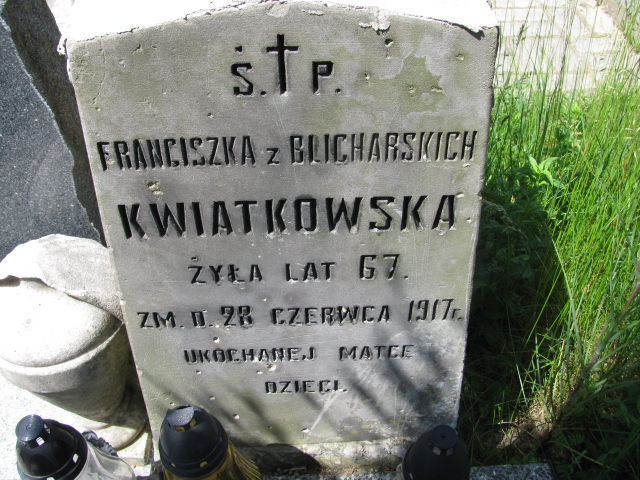 Ś. P.
FRANCISZKA z BLICHARSKICH
KWIATKOWSKA
ŻYŁA LAT 67.
ZM. D. 28 CZERWCA 1917r.
UKOCHANEJ MATCE
DZIECI.